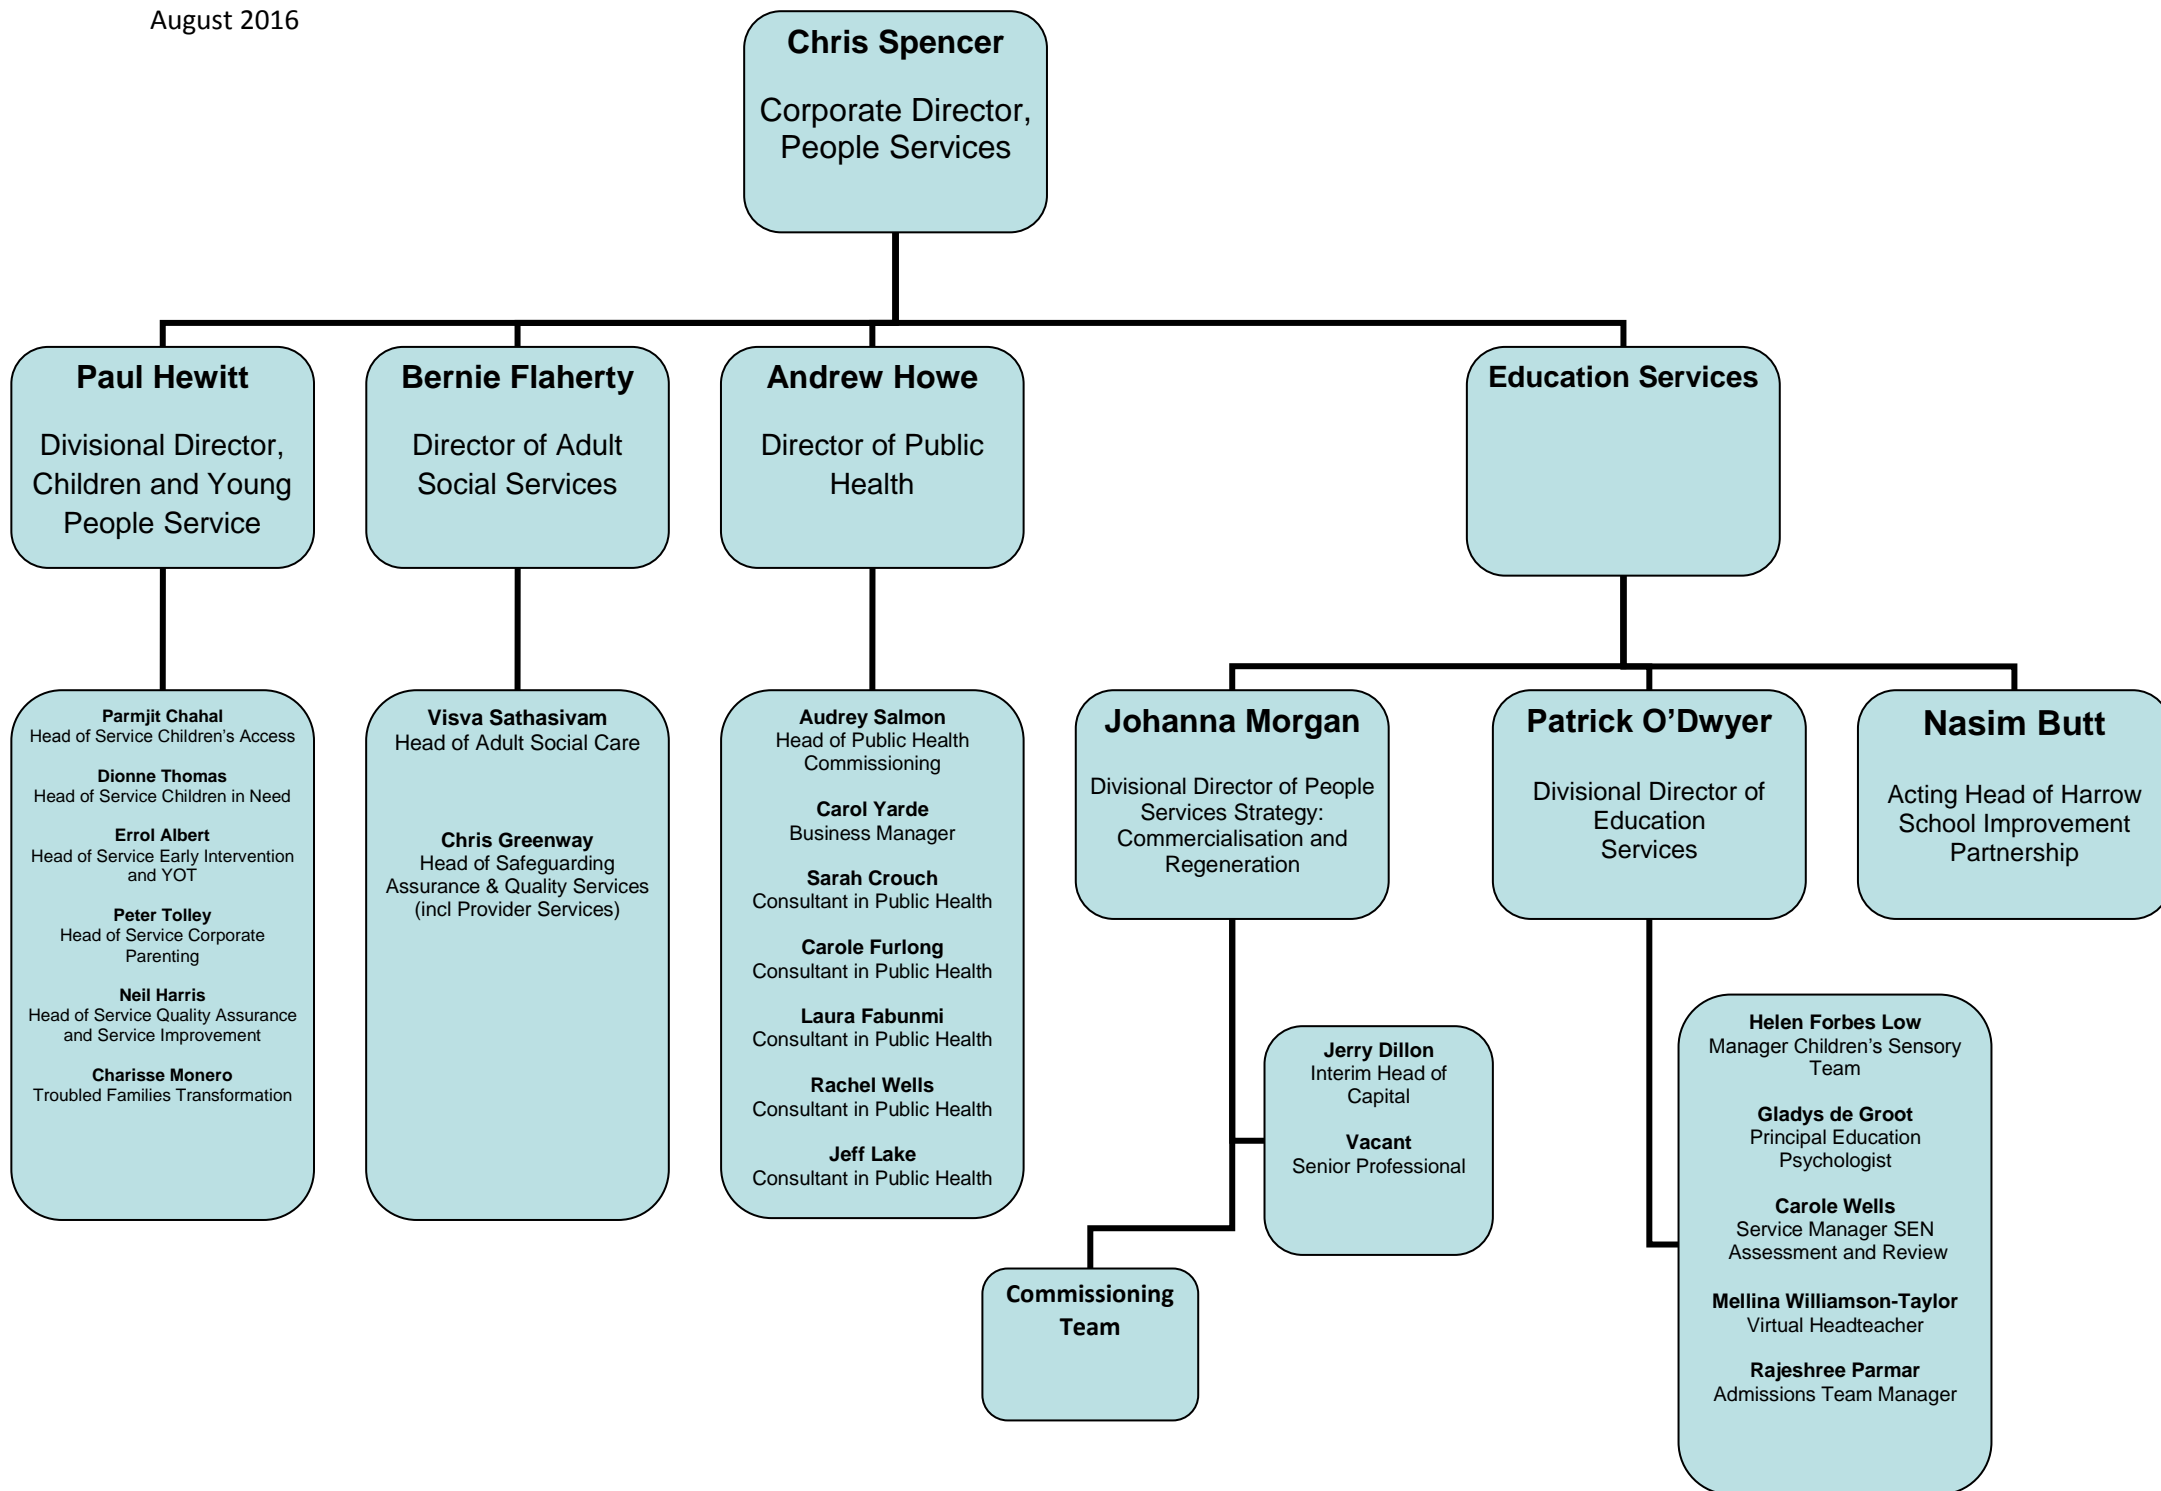 August 2016
Chris Spencer
Corporate Director,
People Services
Paul Hewitt
Divisional Director,
Children and Young
People Service
Bernie Flaherty
Director of Adult
Social Services
Andrew Howe
Director of Public
Health
Education Services
Parmjit Chahal
Head of Service Children’s Access
Dionne Thomas
Head of Service Children in Need
Errol Albert
Head of Service Early Intervention
and YOT
Peter Tolley
Head of Service Corporate
Parenting
Neil Harris
Head of Service Quality Assurance
and Service Improvement
Charisse Monero
Troubled Families Transformation
Visva Sathasivam
Head of Adult Social Care
Chris Greenway
Head of Safeguarding
Assurance & Quality Services
(incl Provider Services)
Audrey Salmon
Head of Public Health
Commissioning
Carol Yarde
Business Manager
Sarah Crouch
Consultant in Public Health
Carole Furlong
Consultant in Public Health
Laura Fabunmi
Consultant in Public Health
Rachel Wells
Consultant in Public Health
Jeff Lake
Consultant in Public Health
Johanna Morgan
Divisional Director of People
Services Strategy:
Commercialisation and
Regeneration
Patrick O’Dwyer
Divisional Director of
Education
Services
Nasim Butt
Acting Head of Harrow
School Improvement
Partnership
Jerry Dillon
Interim Head of
Capital
Vacant
Senior Professional
Commissioning
Team
Helen Forbes Low
Manager Children’s Sensory
Team
Gladys de Groot
Principal Education
Psychologist
Carole Wells
Service Manager SEN
Assessment and Review
Mellina Williamson-Taylor
Virtual Headteacher
Rajeshree Parmar
Admissions Team Manager